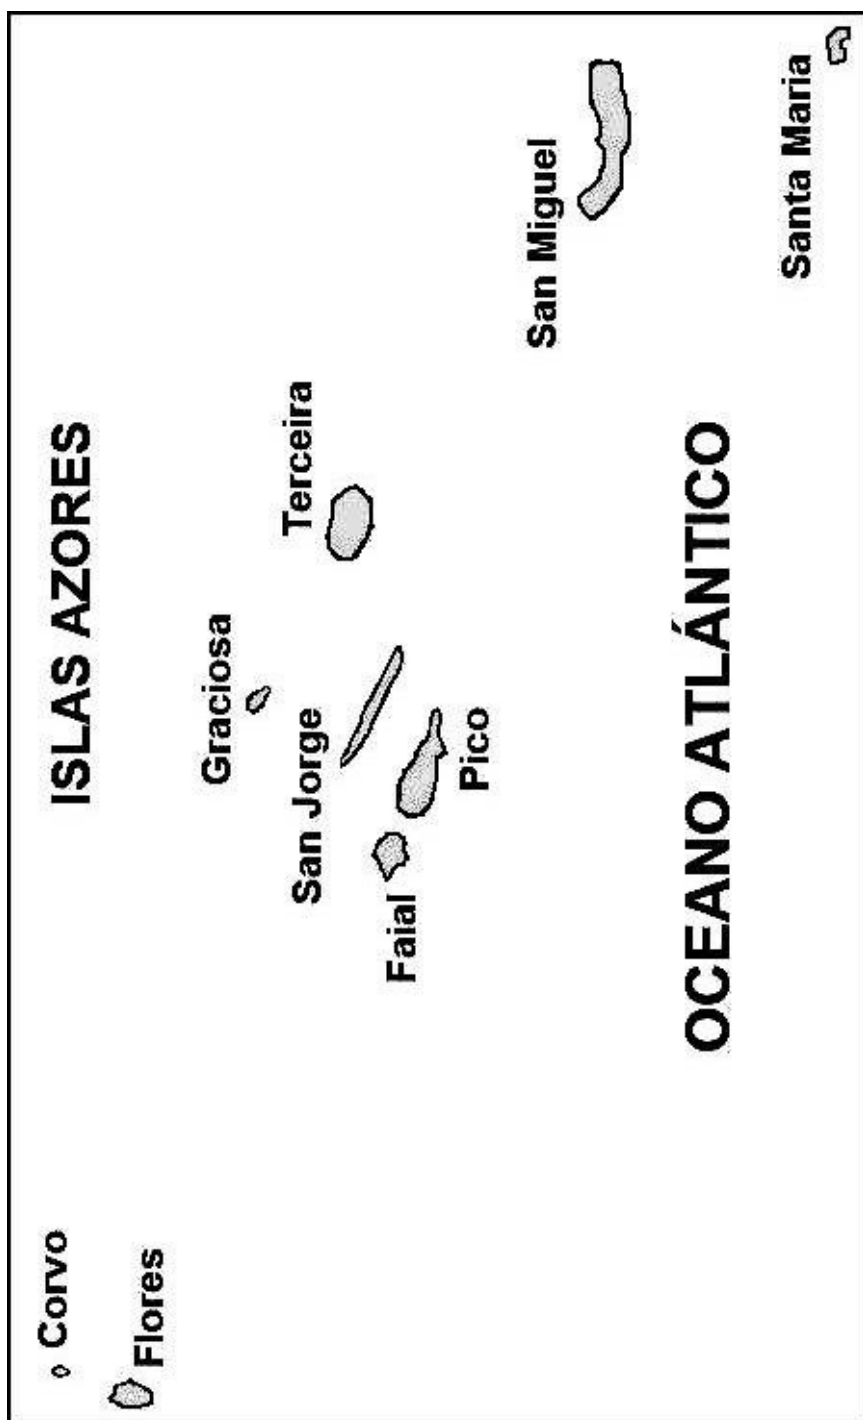 ISLAS AZORES
Corvo
Flores
Graciosa
Terceira
San Jorge
Faial
Pico
San Miguel
OCEANO ATLÁNTICO
Santa Maria